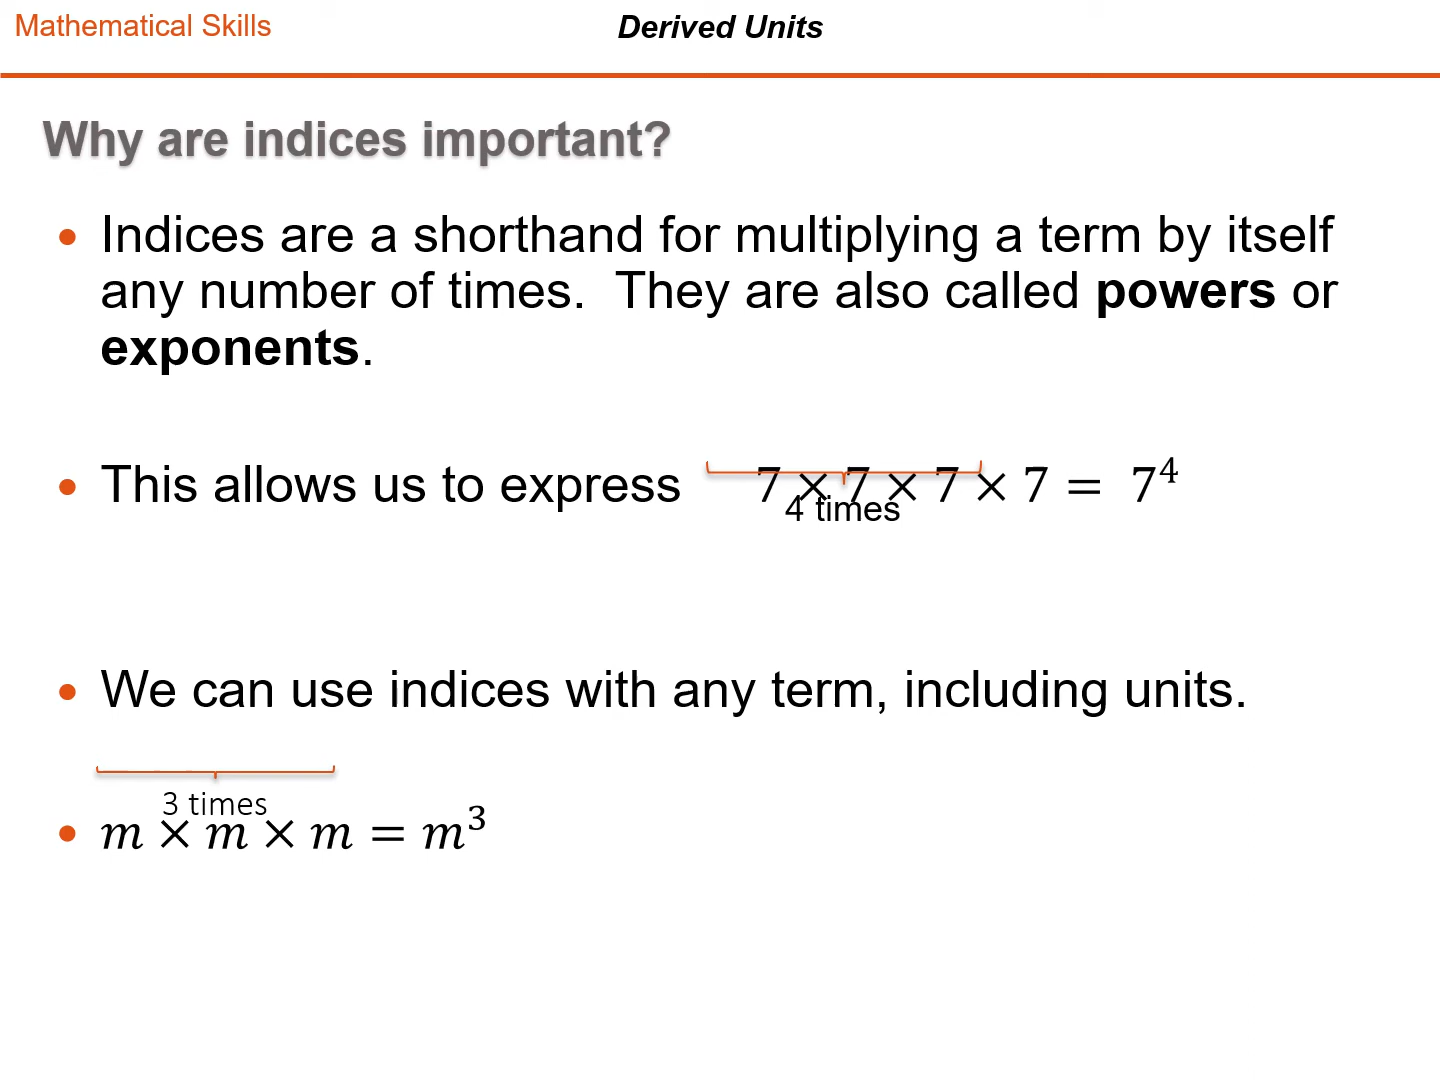 Mathematical Skills
Derived Units
Why are indices important?
• Indices are a shorthand for multiplying a term by itself
any number of times.  They are also called powers or
exponents.
• This allows us to express 7 × 7 × 7 × 7 = 7⁴
4 times
• We can use indices with any term, including units.
3 times
• m × m × m = m³